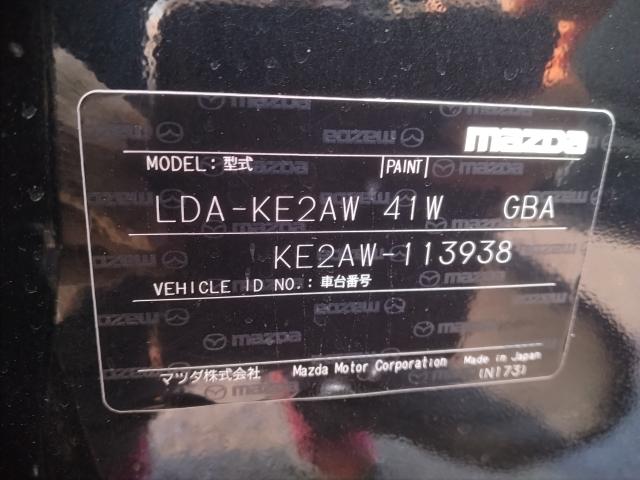 mazda
MODEL: 型式 PAINT
LDA-KE2AW 41W GBA
KE2AW-113938
VEHICLE ID NO.: 車台番号
マツダ株式会社 Mazda Motor Corporation Made in Japan
(N173)